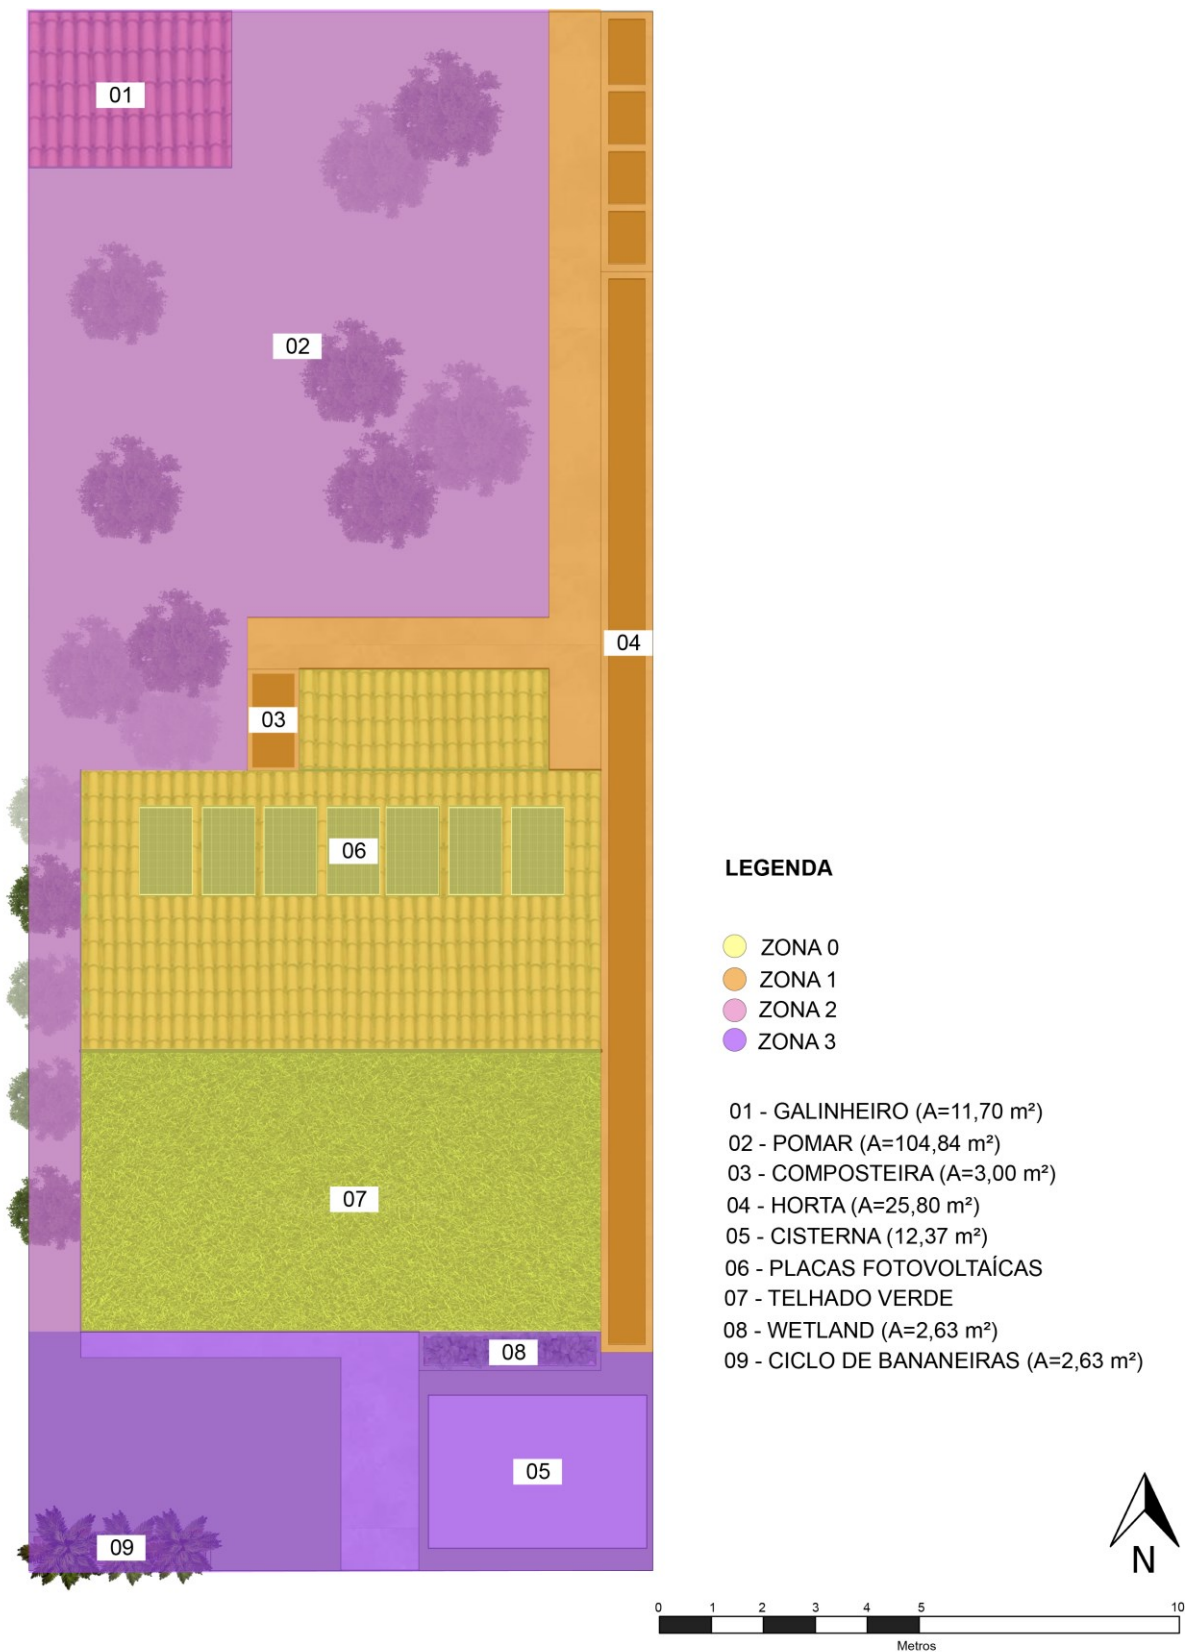 01
02
04
03
06
07
08
05
09
LEGENDA
ZONA 0
ZONA 1
ZONA 2
ZONA 3
01 - GALINHEIRO (A=11,70 m²)
02 - POMAR (A=104,84 m²)
03 - COMPOSTEIRA (A=3,00 m²)
04 - HORTA (A=25,80 m²)
05 - CISTERNA (12,37 m²)
06 - PLACAS FOTOVOLTAÍCAS
07 - TELHADO VERDE
08 - WETLAND (A=2,63 m²)
09 - CICLO DE BANANEIRAS (A=2,63 m²)
N
0 1 2 3 4 5 10
Metros